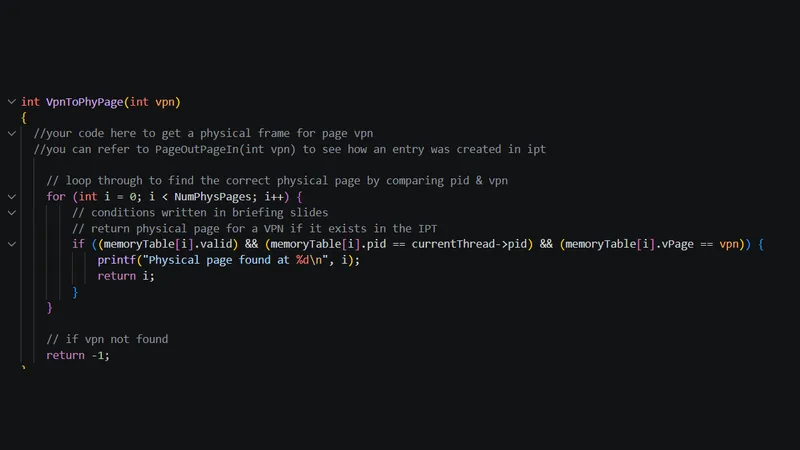 int VpnToPhyPage(int vpn)
{
//your code here to get a physical frame for page vpn
//you can refer to PageOutPageIn(int vpn) to see how an entry was created in ipt
// loop through to find the correct physical page by comparing pid & vpn
for (int i = 0; i < NumPhysPages; i++) {
// conditions written in briefing slides
// return physical page for a VPN if it exists in the IPT
if ((memoryTable[i].valid) && (memoryTable[i].pid == currentThread->pid) && (memoryTable[i].vPage == vpn)) {
printf("Physical page found at %d\n", i);
return i;
}
}
// if vpn not found
return -1;
}